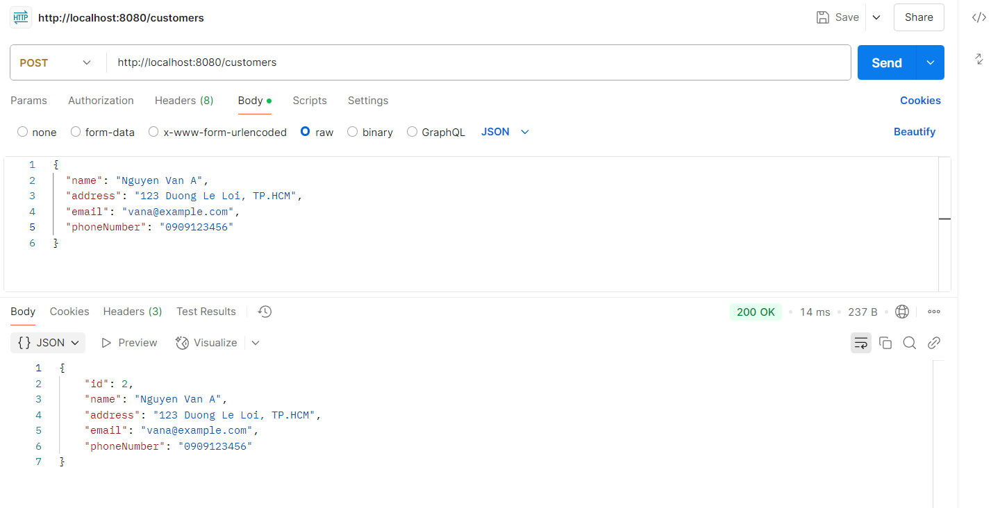 HTTP http://localhost:8080/customers Save Share
POST http://localhost:8080/customers Send
Params Authorization Headers (8) Body Scripts Settings Cookies
none form-data x-www-form-urlencoded raw binary GraphQL JSON Beautify
1 {
2 "name": "Nguyen Van A",
3 "address": "123 Duong Le Loi, TP.HCM",
4 "email": "vana@example.com",
5 "phoneNumber": "0909123456"
6 }
Body Cookies Headers (3) Test Results 200 OK • 14 ms • 237 B •
{} JSON Preview Visualize
1 {
2 "id": 2,
3 "name": "Nguyen Van A",
4 "address": "123 Duong Le Loi, TP.HCM",
5 "email": "vana@example.com",
6 "phoneNumber": "0909123456"
7 }